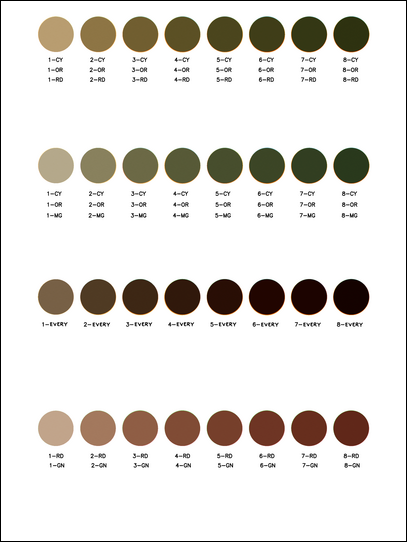 1-CY 2-CY 3-CY 4-CY 5-CY 6-CY 7-CY 8-CY
1-OR 2-OR 3-OR 4-OR 5-OR 6-OR 7-OR 8-OR
1-RD 2-RD 3-RD 4-RD 5-RD 6-RD 7-RD 8-RD
1-CY 2-CY 3-CY 4-CY 5-CY 6-CY 7-CY 8-CY
1-OR 2-OR 3-OR 4-OR 5-OR 6-OR 7-OR 8-OR
1-MG 2-MG 3-MG 4-MG 5-MG 6-MG 7-MG 8-MG
1-EVERY 2-EVERY 3-EVERY 4-EVERY 5-EVERY 6-EVERY 7-EVERY 8-EVERY
1-RD 2-RD 3-RD 4-RD 5-RD 6-RD 7-RD 8-RD
1-GN 2-GN 3-GN 4-GN 5-GN 6-GN 7-GN 8-GN